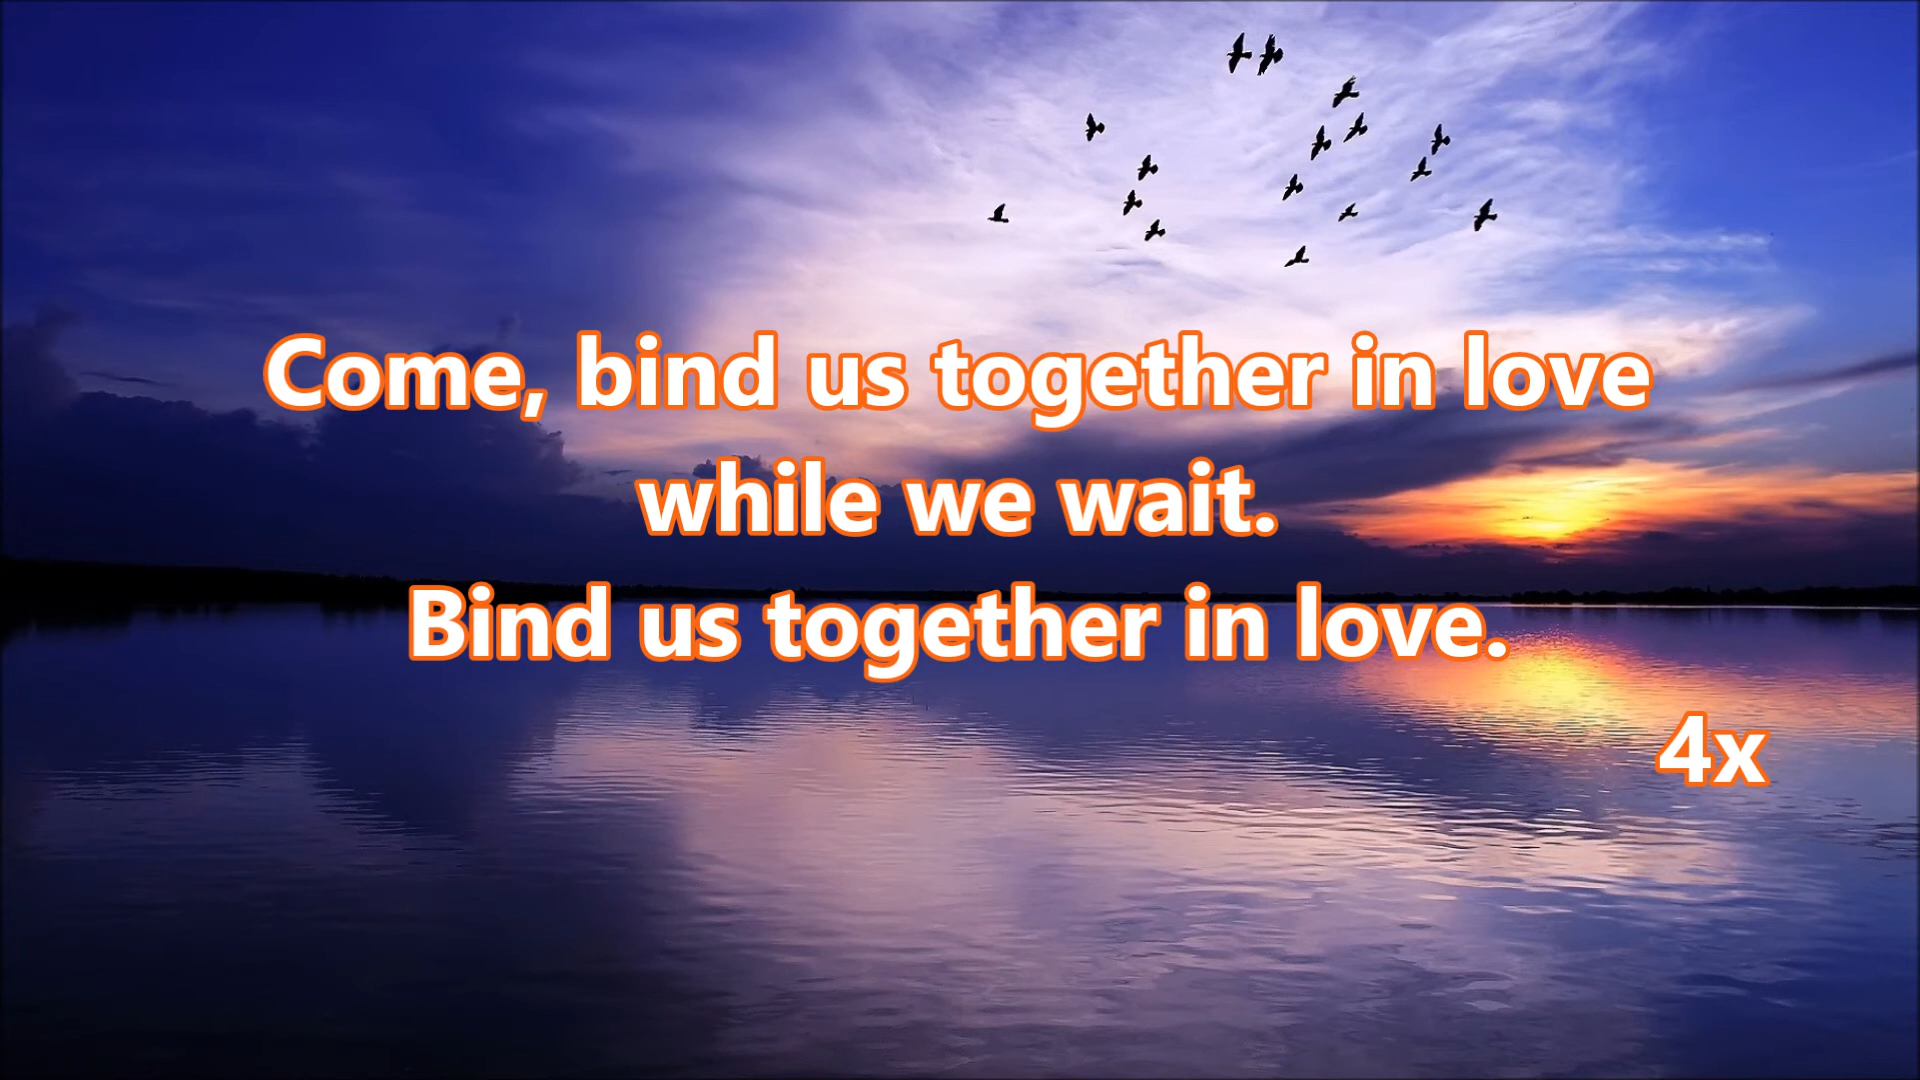 Come, bind us together in love
while we wait.
Bind us together in love.
4x